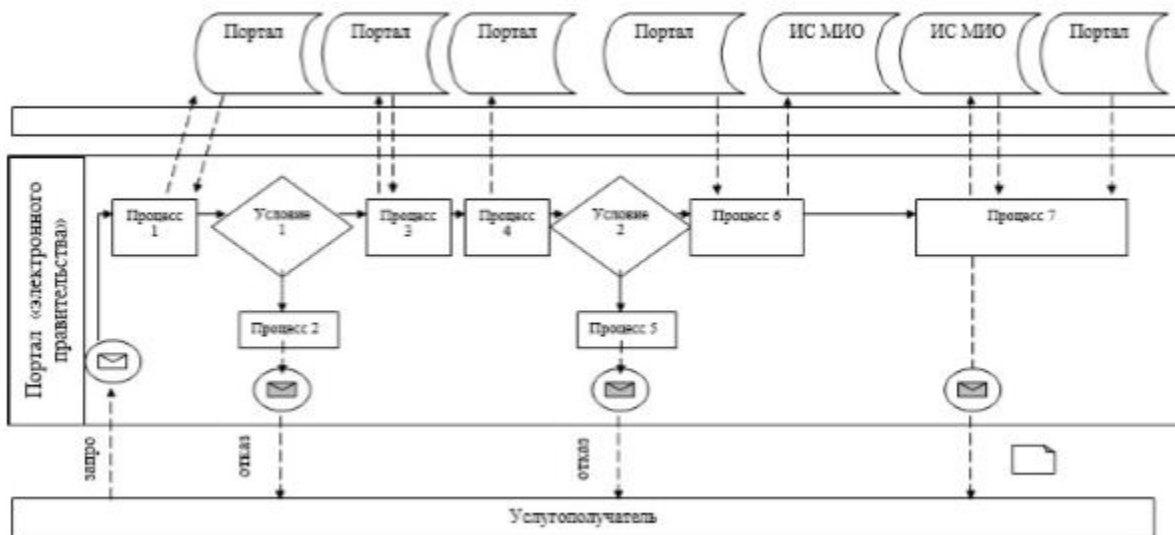 Портал
Портал
Портал
Портал
ИС МИО
ИС МИО
Портал
Портал «электронного
правительства»
Процесс
1
Условие
1
Процесс
3
Процесс
4
Условие
2
Процесс 6
Процесс 7
Процесс 2
Процесс 5
запро
отказ
отказ
Услугополучатель